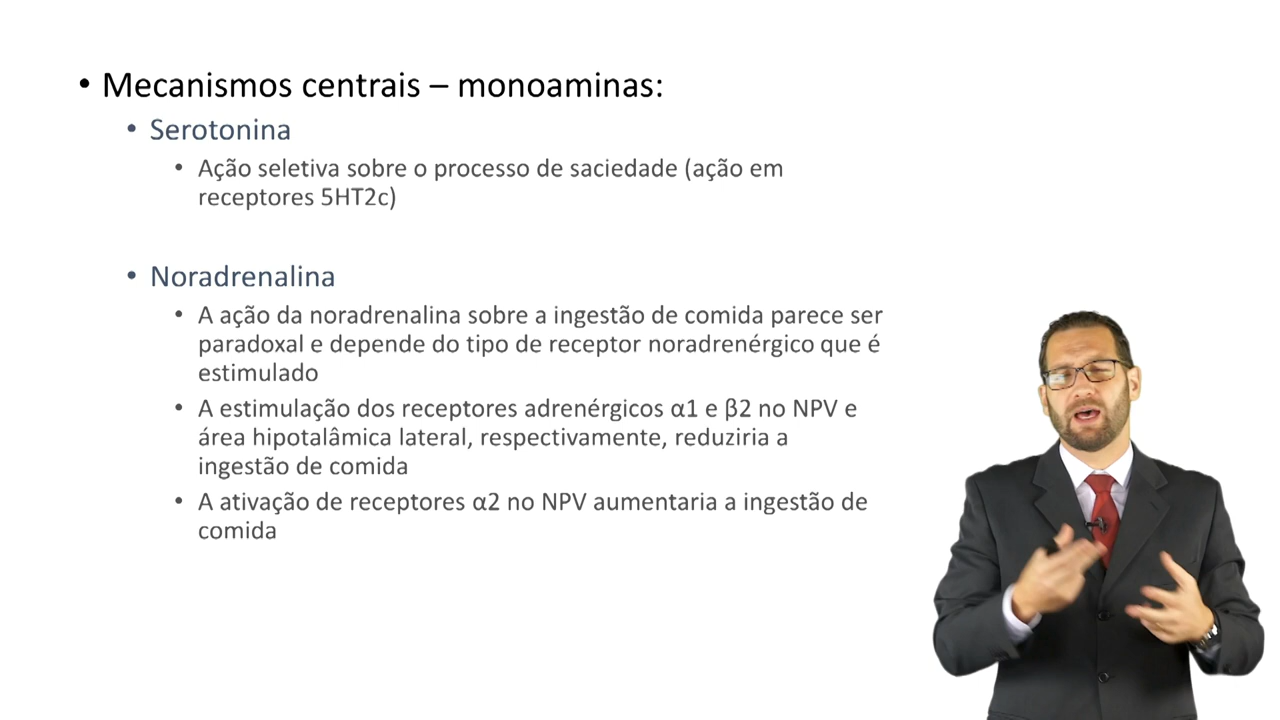 • Mecanismos centrais – monoaminas:
• Serotonina
• Ação seletiva sobre o processo de saciedade (ação em
receptores 5HT2c)
• Noradrenalina
• A ação da noradrenalina sobre a ingestão de comida parece ser
paradoxal e depende do tipo de receptor noradrenérgico que é
estimulado
• A estimulação dos receptores adrenérgicos α1 e β2 no NPV e
área hipotalâmica lateral, respectivamente, reduziria a
ingestão de comida
• A ativação de receptores α2 no NPV aumentaria a ingestão de
comida